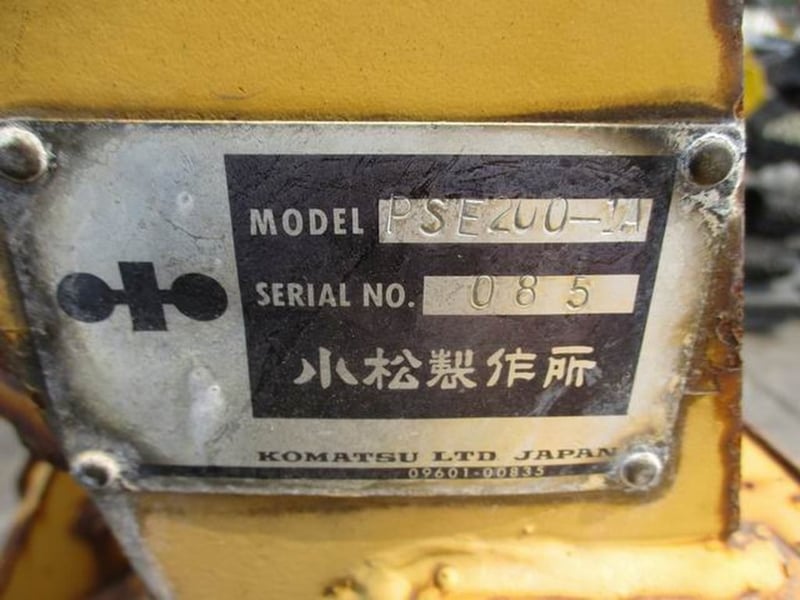 MODEL PSE200-1A
SERIAL NO. 085
小松製作所
KOMATSU LTD JAPAN
09601-00835